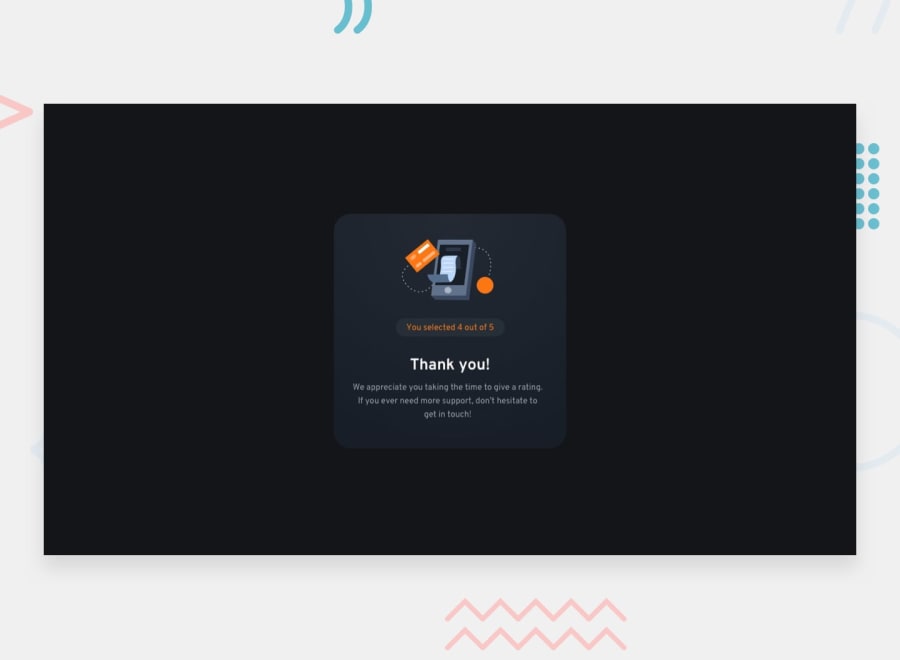 You selected 4 out of 5
Thank you!
We appreciate you taking the time to give a rating.
If you ever need more support, don't hesitate to
get in touch!